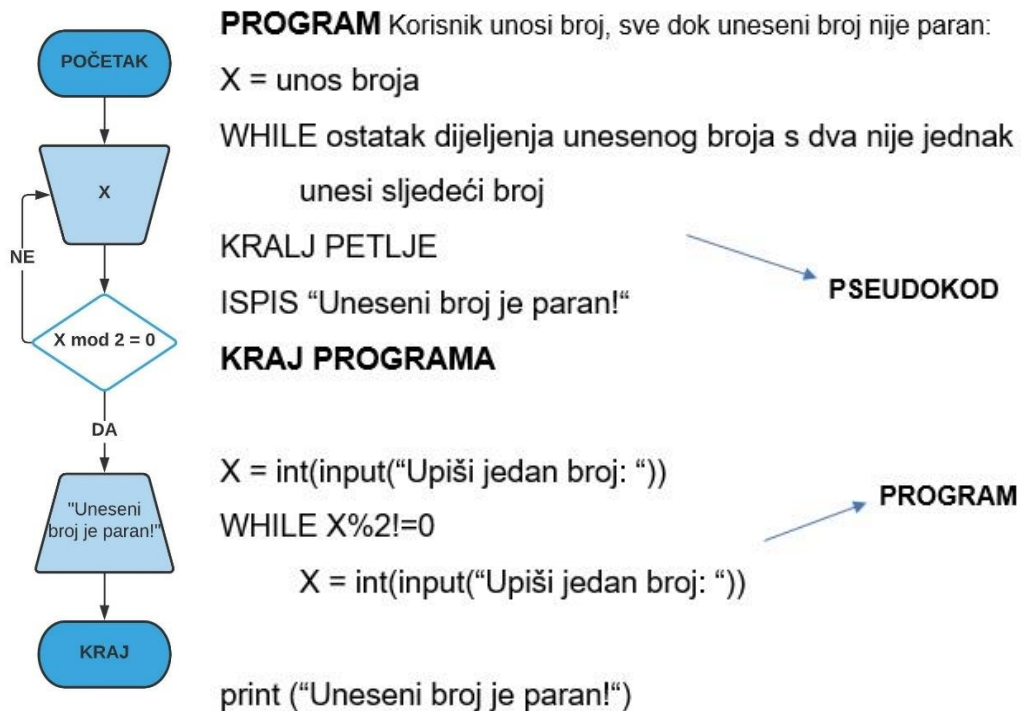 POČETAK
X
NE
X mod 2 = 0
DA
"Uneseni
broj je paran!"
KRAJ
PROGRAM Korisnik unosi broj, sve dok uneseni broj nije paran:
X = unos broja
WHILE ostatak dijeljenja unesenog broja s dva nije jednak
unesi sljedeći broj
KRALJ PETLJE
ISPIS “Uneseni broj je paran!“
KRAJ PROGRAMA
PSEUDOKOD
X = int(input(“Upiši jedan broj: “))
WHILE X%2!=0
X = int(input(“Upiši jedan broj: “))
print (“Uneseni broj je paran!“)
PROGRAM